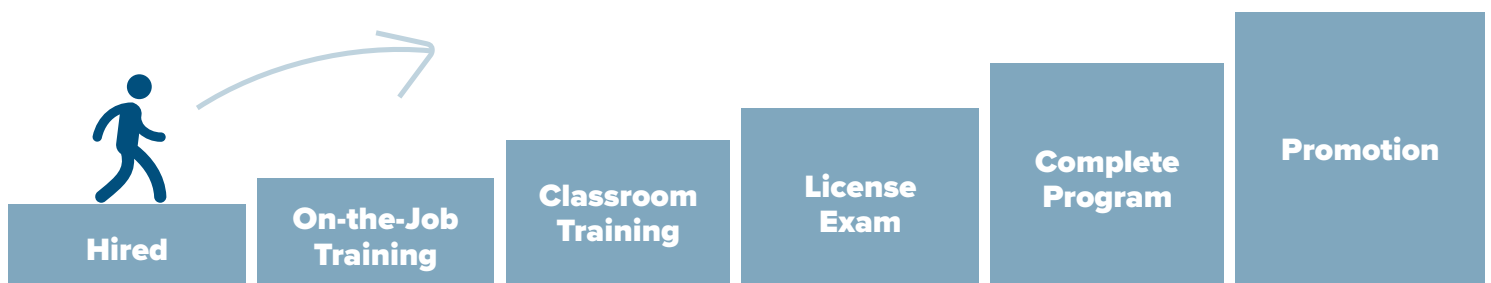 Hired
On-the-Job
Training
Classroom
Training
License
Exam
Complete
Program
Promotion